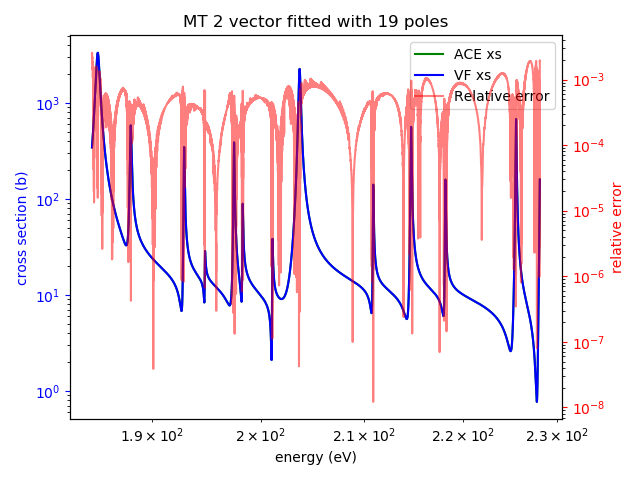 MT 2 vector fitted with 19 poles
ACE xs
VF xs
Relative error
cross section (b)
10³
10²
10¹
10⁰
relative error
10⁻³
10⁻⁴
10⁻⁵
10⁻⁶
10⁻⁷
10⁻⁸
1.9 × 10² 2 × 10² 2.1 × 10² 2.2 × 10² 2.3 × 10²
energy (eV)